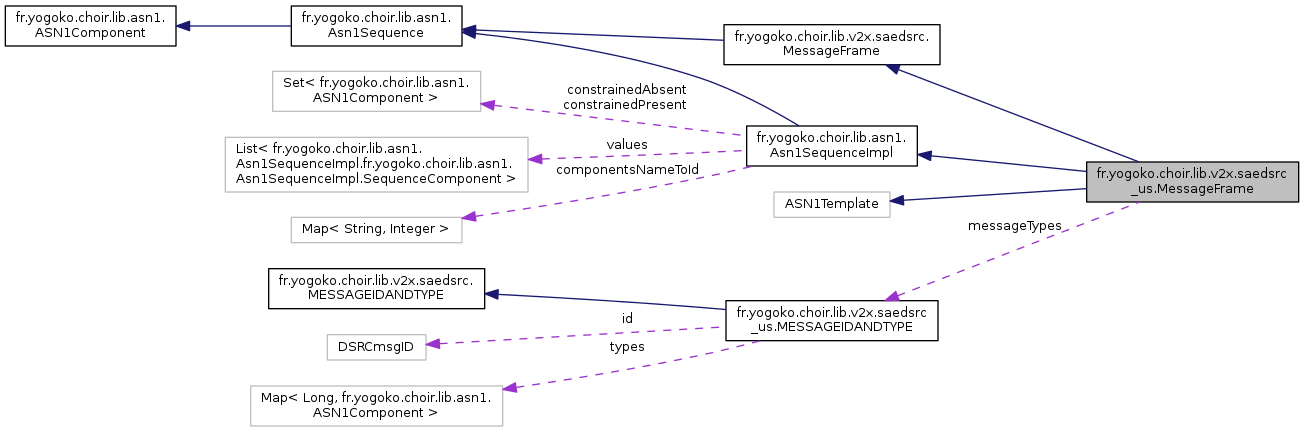 fr.yogoko.choir.lib.asn1.
ASN1Component
fr.yogoko.choir.lib.asn1.
Asn1Sequence
fr.yogoko.choir.lib.v2x.saedsrc.
MessageFrame
Set< fr.yogoko.choir.lib.asn1.
ASN1Component >
constrainedAbsent
constrainedPresent
List< fr.yogoko.choir.lib.asn1.
Asn1SequenceImpl.fr.yogoko.choir.lib.asn1.
Asn1SequenceImpl.SequenceComponent >
values
componentsNameToId
fr.yogoko.choir.lib.asn1.
Asn1SequenceImpl
fr.yogoko.choir.lib.v2x.saedsrc
_us.MessageFrame
ASN1Template
Map< String, Integer >
messageTypes
fr.yogoko.choir.lib.v2x.saedsrc.
MESSAGEIDANDTYPE
fr.yogoko.choir.lib.v2x.saedsrc
_us.MESSAGEIDANDTYPE
id
DSRCmsgID
types
Map< Long, fr.yogoko.choir.lib.asn1.
ASN1Component >